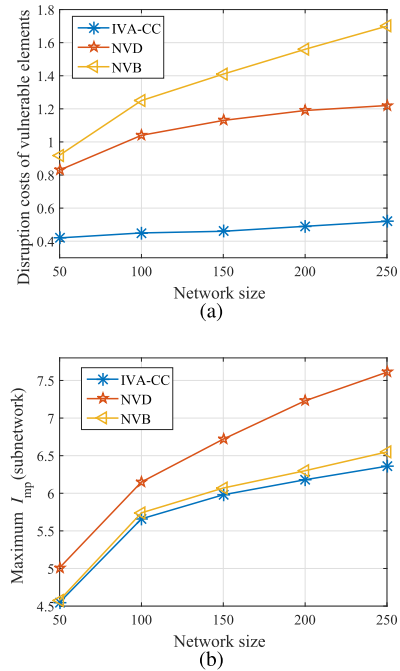 1.8
1.6
1.4
1.2
1
0.8
0.6
0.4
Disruption costs of vulnerable elements
IVA-CC
NVD
NVB
50 100 150 200 250
Network size
(a)
7.5
7
6.5
6
5.5
5
4.5
Maximum I_mp (subnetwork)
IVA-CC
NVD
NVB
50 100 150 200 250
Network size
(b)